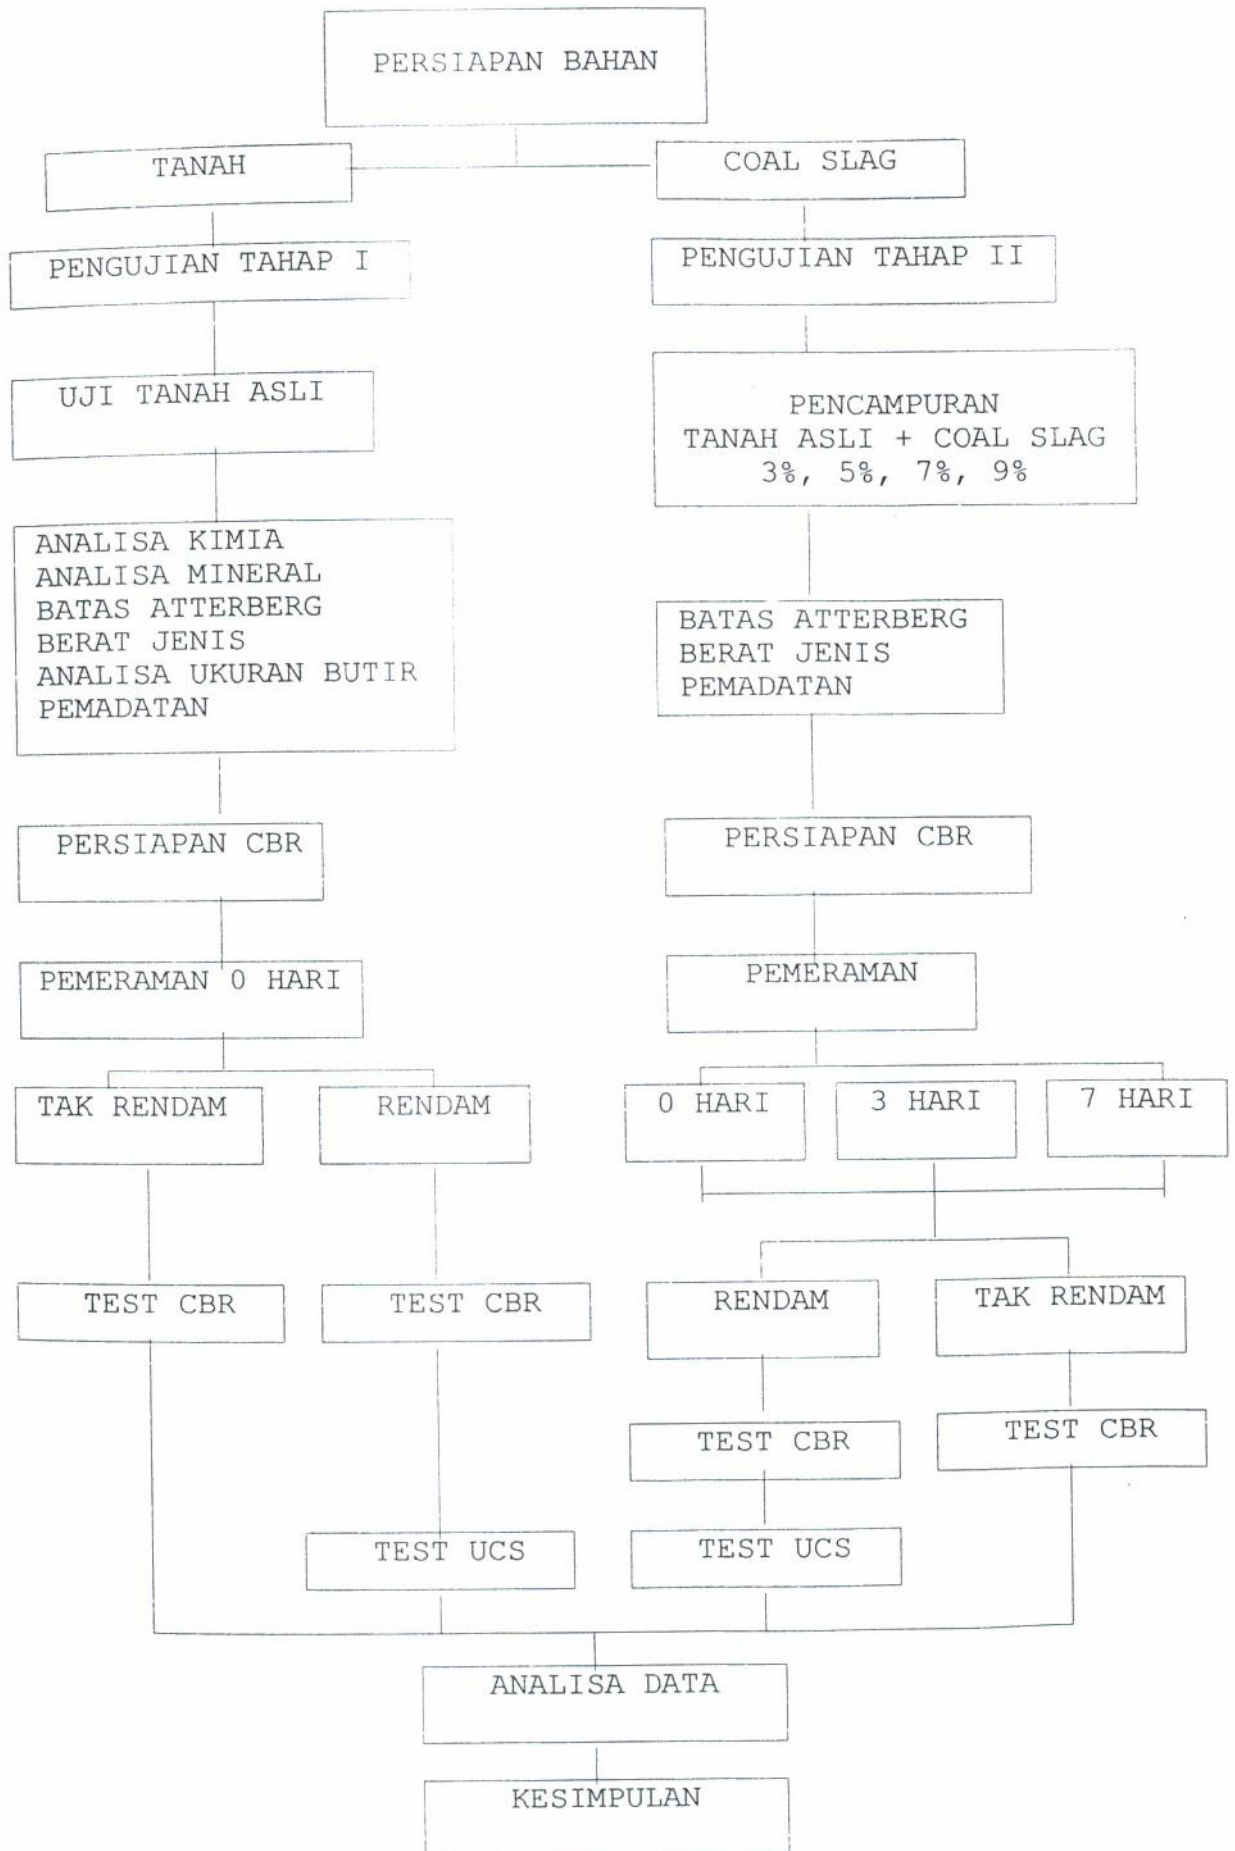 PERSIAPAN BAHAN
TANAH
COAL SLAG
PENGUJIAN TAHAP I
PENGUJIAN TAHAP II
UJI TANAH ASLI
PENCAMPURAN
TANAH ASLI + COAL SLAG
3%, 5%, 7%, 9%
ANALISA KIMIA
ANALISA MINERAL
BATAS ATTERBERG
BERAT JENIS
ANALISA UKURAN BUTIR
PEMADATAN
BATAS ATTERBERG
BERAT JENIS
PEMADATAN
PERSIAPAN CBR
PERSIAPAN CBR
PEMERAMAN 0 HARI
PEMERAMAN
TAK RENDAM
RENDAM
0 HARI
3 HARI
7 HARI
TEST CBR
TEST CBR
RENDAM
TAK RENDAM
TEST CBR
TEST CBR
TEST UCS
TEST UCS
ANALISA DATA
KESIMPULAN